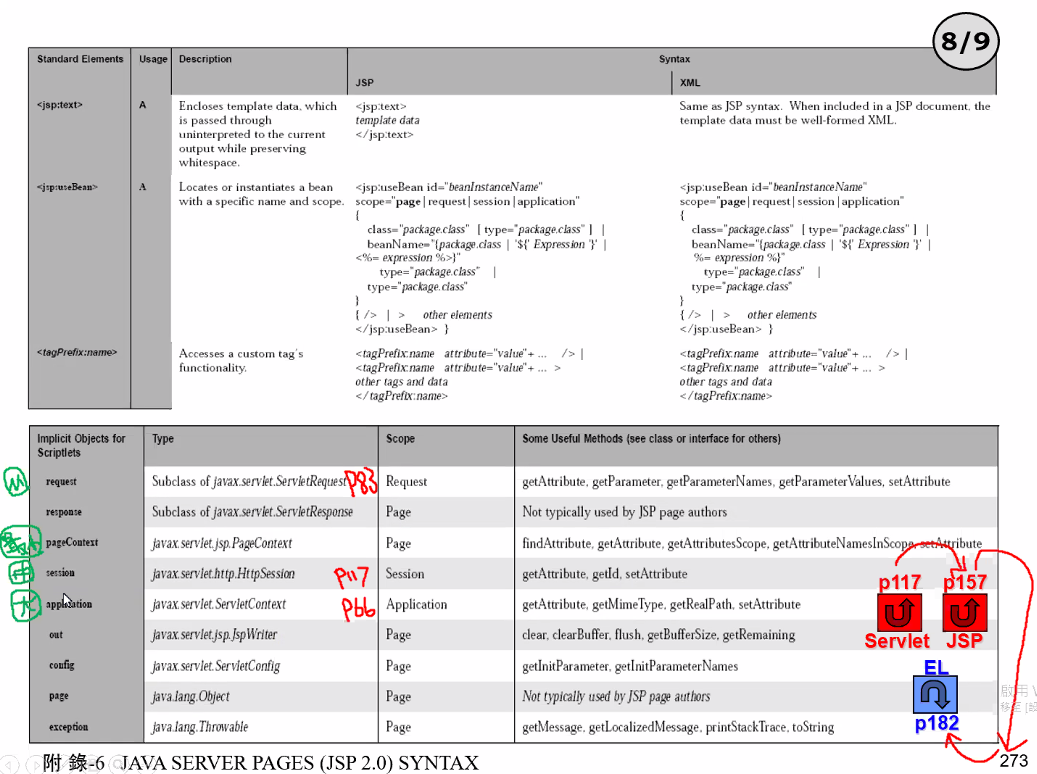 8/9
Standard Elements Usage Description Syntax
JSP XML
<jsp:text> A Encloses template data, which <jsp:text> Same as JSP syntax. When included in a JSP document, the
is passed through template data template data must be well-formed XML.
uninterpreted to the current </jsp:text>
output while preserving
whitespace.
<jsp:useBean> A Locates or instantiates a bean <jsp:useBean id="beanInstanceName" <jsp:useBean id="beanInstanceName"
with a specific name and scope. scope="page|request|session|application" scope="page|request|session|application"
{ {
class="package.class" [ type="package.class" ] | class="package.class" [ type="package.class" ] |
beanName="{package.class | '${' Expression '}' | beanName="{package.class | '${' Expression '}' |
<%= expression %>}" %= expression %}"
type="package.class" | type="package.class" |
type="package.class" type="package.class"
} }
{ /> | > other elements { /> | > other elements
</jsp:useBean> } </jsp:useBean> }
<tagPrefix:name> Accesses a custom tag's <tagPrefix:name attribute="value"+ ... /> | <tagPrefix:name attribute="value"+ ... /> |
functionality. <tagPrefix:name attribute="value"+ ... > <tagPrefix:name attribute="value"+ ... >
other tags and data other tags and data
</tagPrefix:name> </tagPrefix:name>
Implicit Objects for Type Scope Some Useful Methods (see class or interface for others)
Scriptlets
小 request Subclass of javax.servlet.ServletRequest P83 Request getAttribute, getParameter, getParameterNames, getParameterValues, setAttribute
response Subclass of javax.servlet.ServletResponse Page Not typically used by JSP page authors
pageContext javax.servlet.jsp.PageContext Page findAttribute, getAttribute, getAttributesScope, getAttributeNamesInScope, setAttribute
中 session javax.servlet.http.HttpSession P117 Session getAttribute, getId, setAttribute
大 application javax.servlet.ServletContext P66 Application getAttribute, getMimeType, getRealPath, setAttribute
out javax.servlet.jsp.JspWriter Page clear, clearBuffer, flush, getBufferSize, getRemaining
config javax.servlet.ServletConfig Page getInitParameter, getInitParameterNames
page java.lang.Object Page Not typically used by JSP page authors
exception java.lang.Throwable Page getMessage, getLocalizedMessage, printStackTrace, toString
p117 p157
Servlet JSP
EL
p182
啟用
移至
附 錄-6 JAVA SERVER PAGES (JSP 2.0) SYNTAX
273